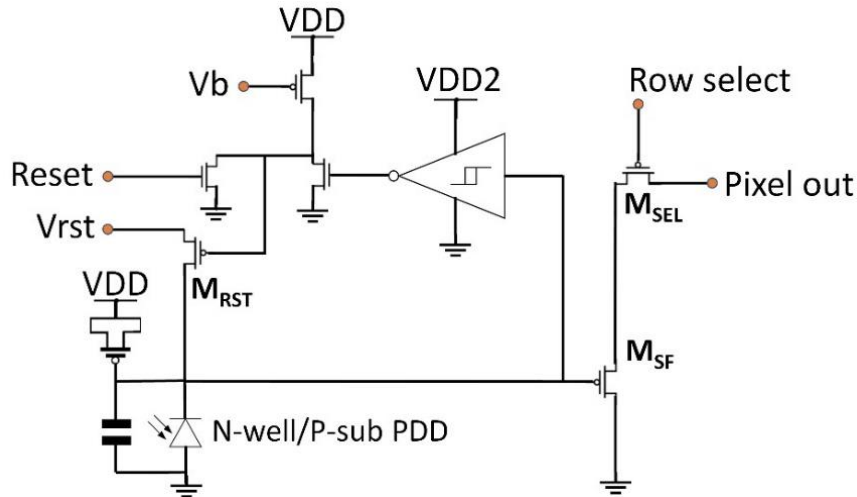 VDD
Vb
VDD2
Row select
Reset
Pixel out
MSEL
Vrst
MRST
VDD
MSF
N-well/P-sub PDD